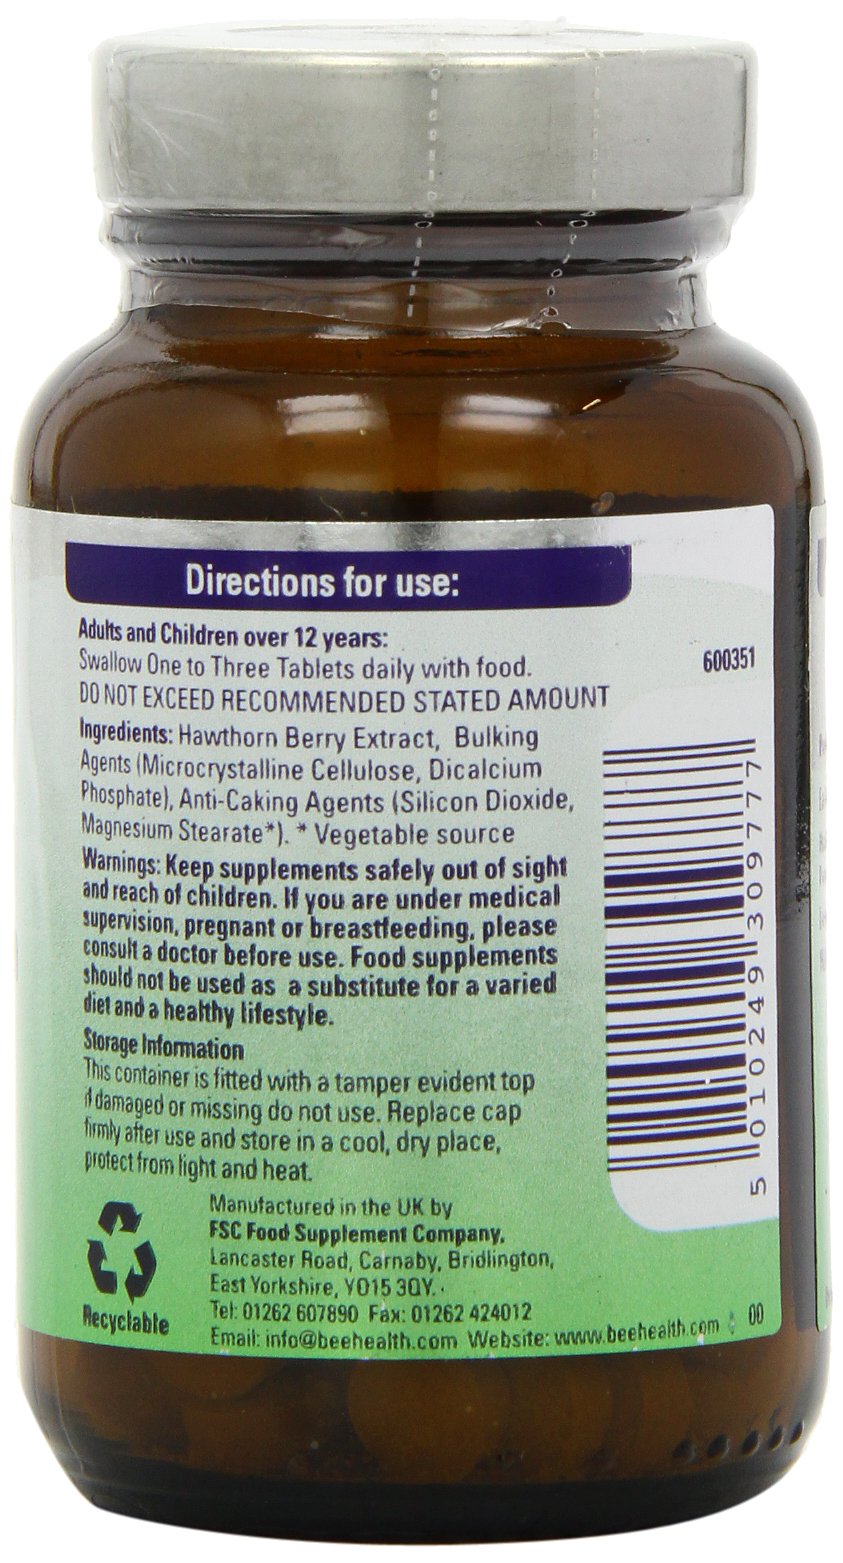 Directions for use:
Adults and Children over 12 years:
Swallow One to Three Tablets daily with food.
DO NOT EXCEED RECOMMENDED STATED AMOUNT
Ingredients: Hawthorn Berry Extract, Bulking
Agents (Microcrystalline Cellulose, Dicalcium
Phosphate), Anti-Caking Agents (Silicon Dioxide,
Magnesium Stearate*). * Vegetable source
Warnings: Keep supplements safely out of sight
and reach of children. If you are under medical
supervision, pregnant or breastfeeding, please
consult a doctor before use. Food supplements
should not be used as a substitute for a varied
diet and a healthy lifestyle.
Storage Information
This container is fitted with a tamper evident top
if damaged or missing do not use. Replace cap
firmly after use and store in a cool, dry place,
protect from light and heat.
Recyclable
Manufactured in the UK by
FSC Food Supplement Company,
Lancaster Road, Carnaby, Bridlington,
East Yorkshire, YO15 3QY.
Tel: 01262 607890 Fax: 01262 424012
Email: info@beehealth.com Website: www.beehealth.com
00
600351
5 010249 309777